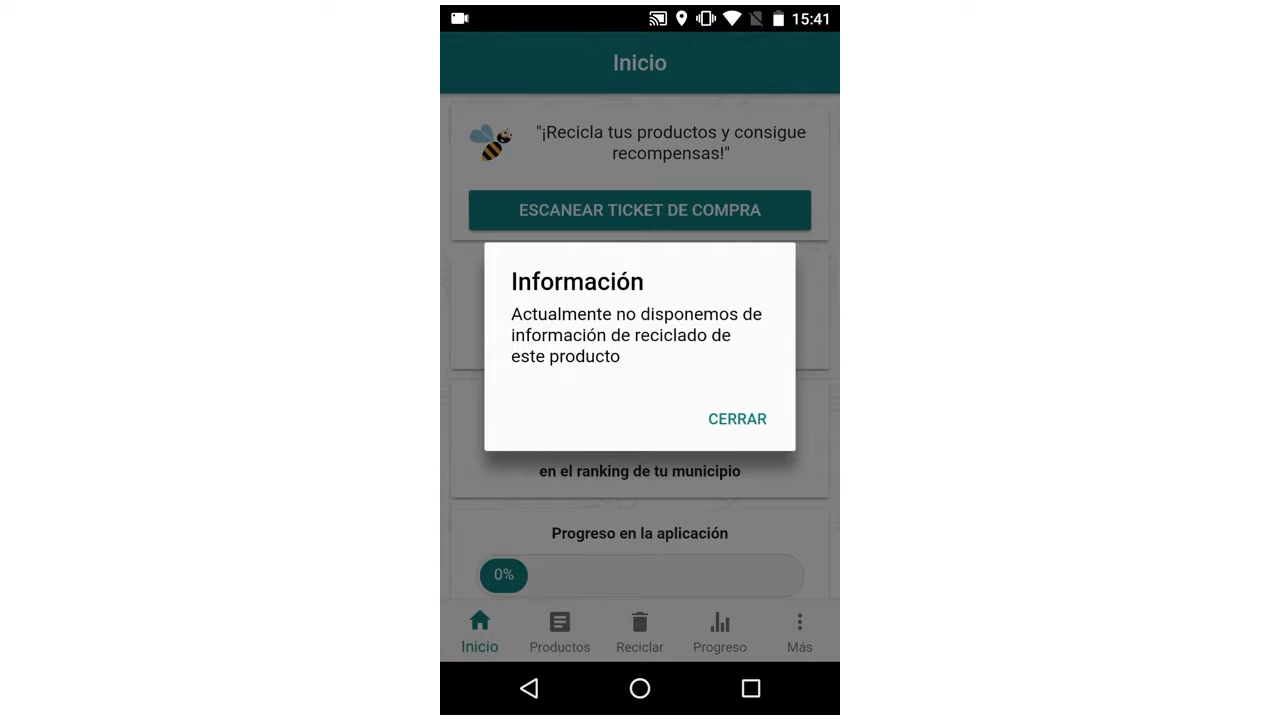 15:41
Inicio
"¡Recicla tus productos y consigue
recompensas!"
ESCANEAR TICKET DE COMPRA
Información
Actualmente no disponemos de
información de reciclado de
este producto
CERRAR
en el ranking de tu municipio
Progreso en la aplicación
0%
Inicio Productos Reciclar Progreso Más